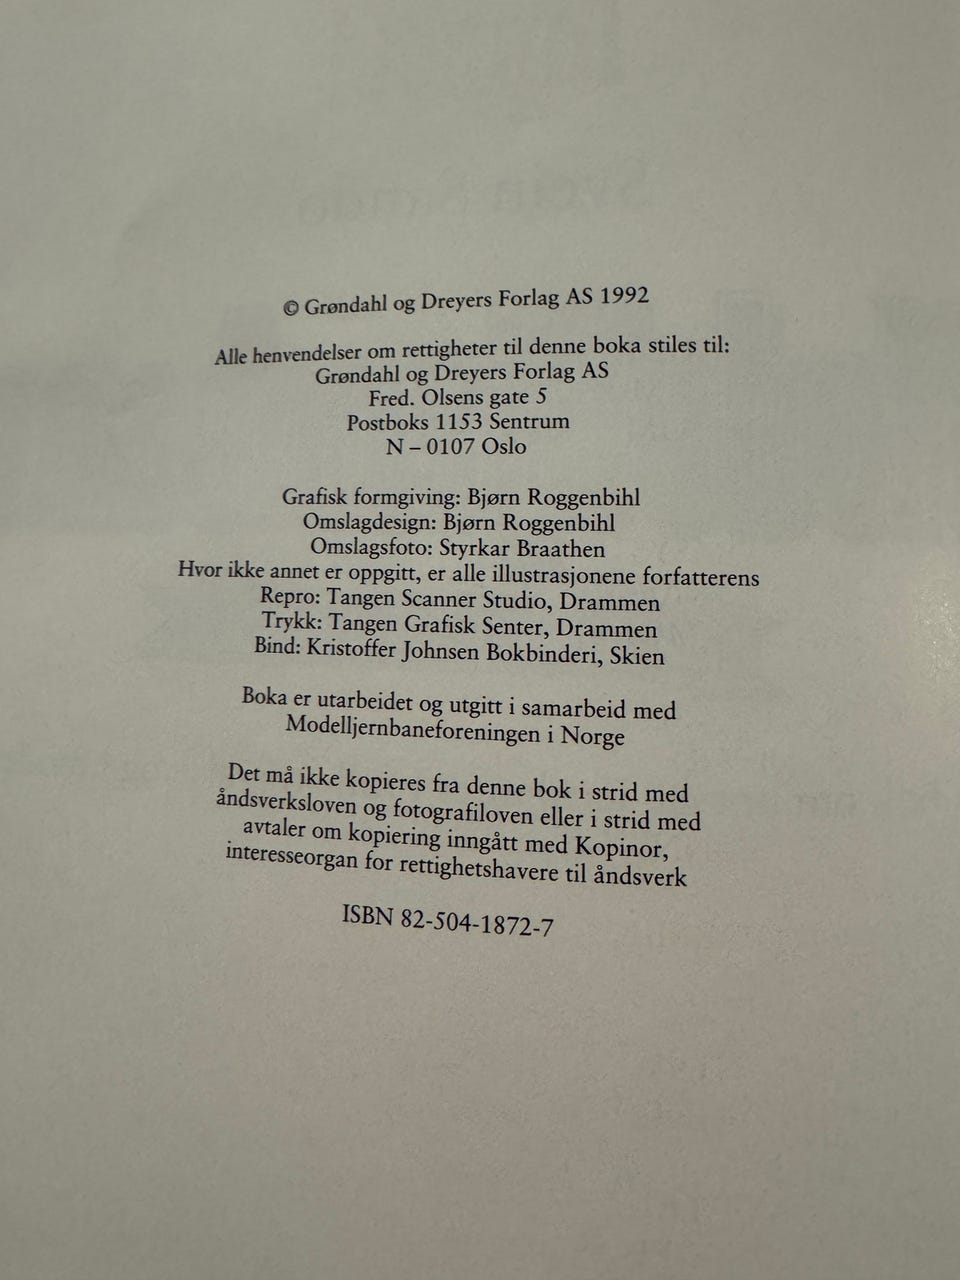 © Grøndahl og Dreyers Forlag AS 1992
Alle henvendelser om rettigheter til denne boka stiles til:
Grøndahl og Dreyers Forlag AS
Fred. Olsens gate 5
Postboks 1153 Sentrum
N – 0107 Oslo
Grafisk formgiving: Bjørn Roggenbihl
Omslagdesign: Bjørn Roggenbihl
Omslagsfoto: Styrkar Braathen
Hvor ikke annet er oppgitt, er alle illustrasjonene forfatterens
Repro: Tangen Scanner Studio, Drammen
Trykk: Tangen Grafisk Senter, Drammen
Bind: Kristoffer Johnsen Bokbinderi, Skien
Boka er utarbeidet og utgitt i samarbeid med
Modelljernbaneforeningen i Norge
Det må ikke kopieres fra denne bok i strid med
åndsverksloven og fotografiloven eller i strid med
avtaler om kopiering inngått med Kopinor,
interesseorgan for rettighetshavere til åndsverk
ISBN 82-504-1872-7